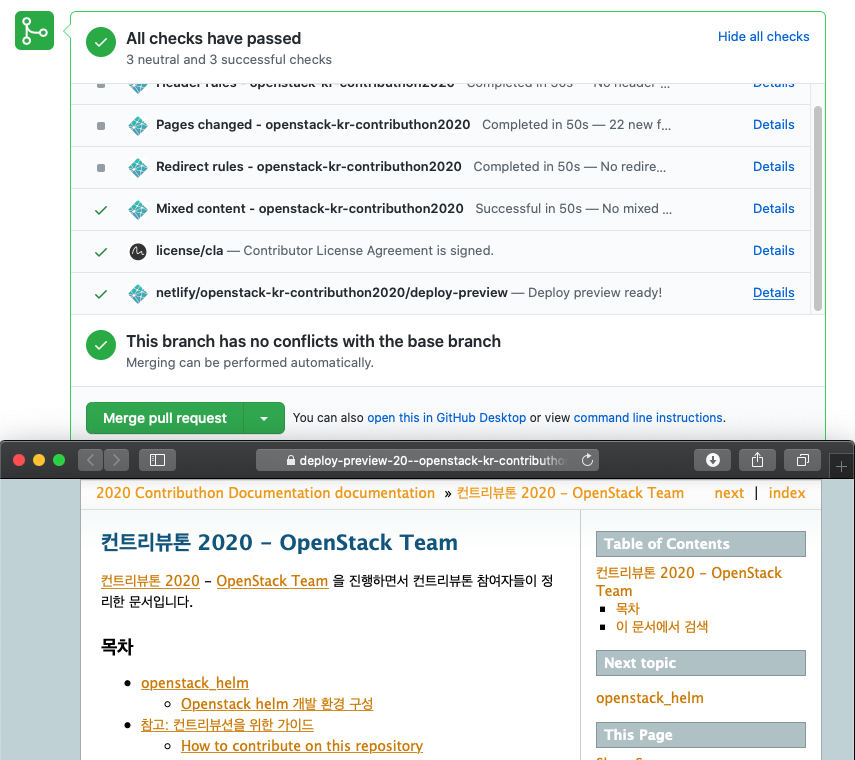 All checks have passed
Hide all checks
3 neutral and 3 successful checks
Header rules - openstack-kr-contributhon2020 Completed in 50s — No header ... Details
Pages changed - openstack-kr-contributhon2020 Completed in 50s — 22 new f... Details
Redirect rules - openstack-kr-contributhon2020 Completed in 50s — No redire... Details
Mixed content - openstack-kr-contributhon2020 Successful in 50s — No mixed ... Details
license/cla — Contributor License Agreement is signed. Details
netlify/openstack-kr-contributhon2020/deploy-preview — Deploy preview ready! Details
This branch has no conflicts with the base branch
Merging can be performed automatically.
Merge pull request You can also open this in GitHub Desktop or view command line instructions.
deploy-preview-20--openstack-kr-contributho
2020 Contributhon Documentation documentation » 컨트리뷰톤 2020 – OpenStack Team next | index
컨트리뷰톤 2020 – OpenStack Team
컨트리뷰톤 2020 – OpenStack Team 을 진행하면서 컨트리뷰톤 참여자들이 정
리한 문서입니다.
목차
openstack_helm
Openstack helm 개발 환경 구성
참고: 컨트리뷰션을 위한 가이드
How to contribute on this repository
Table of Contents
컨트리뷰톤 2020 – OpenStack
Team
목차
이 문서에서 검색
Next topic
openstack_helm
This Page